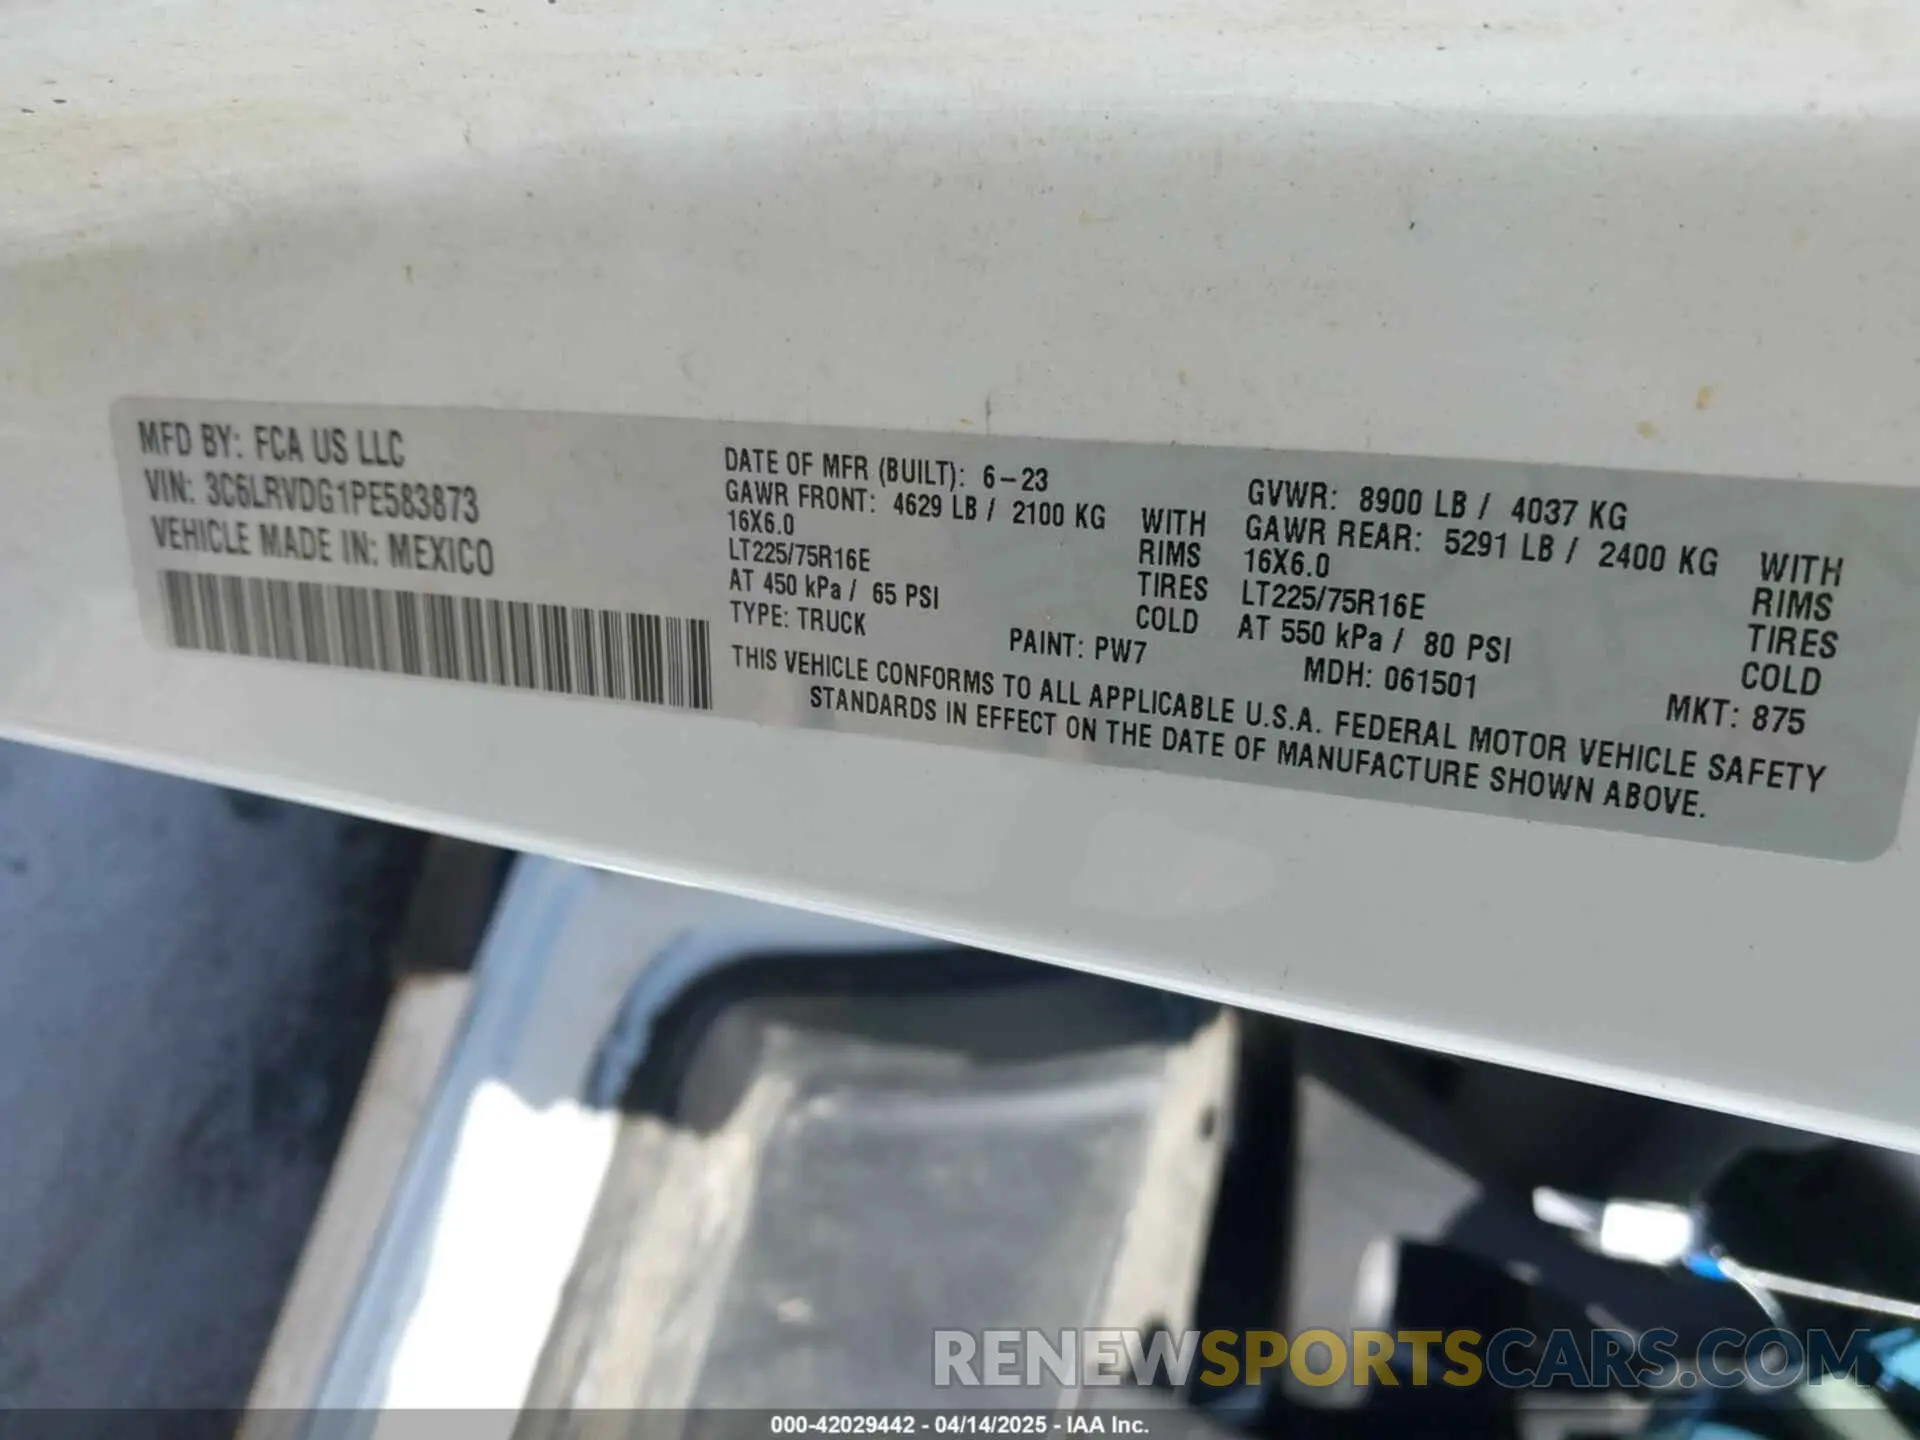 MFD BY: FCA US LLC
VIN: 3C6LRVDG1PE583873
VEHICLE MADE IN: MEXICO
DATE OF MFR (BUILT): 6-23
GVWR: 8900 LB / 4037 KG
GAWR FRONT: 4629 LB / 2100 KG WITH
16X6.0 RIMS
LT225/75R16E TIRES
AT 450 kPa / 65 PSI COLD
GAWR REAR: 5291 LB / 2400 KG WITH
16X6.0 RIMS
LT225/75R16E TIRES
AT 550 kPa / 80 PSI COLD
TYPE: TRUCK PAINT: PW7 MDH: 061501 MKT: 875
THIS VEHICLE CONFORMS TO ALL APPLICABLE U.S.A. FEDERAL MOTOR VEHICLE SAFETY
STANDARDS IN EFFECT ON THE DATE OF MANUFACTURE SHOWN ABOVE.
RENEWSPORTSCARS.COM
000-42029442 - 04/14/2025 - IAA Inc.